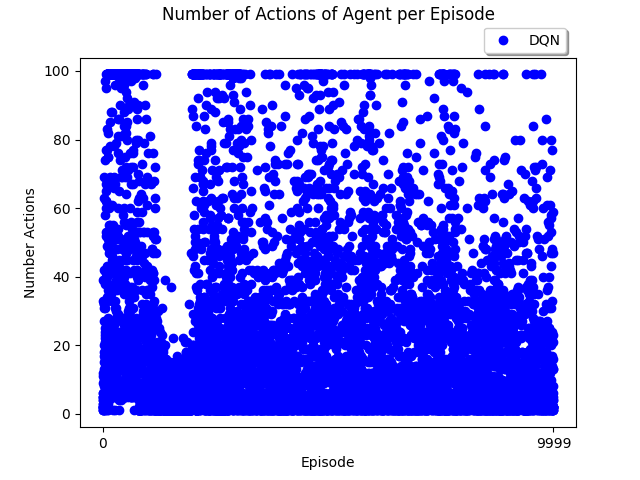 Number of Actions of Agent per Episode
DQN
100
80
60
40
20
0
Number Actions
0
9999
Episode